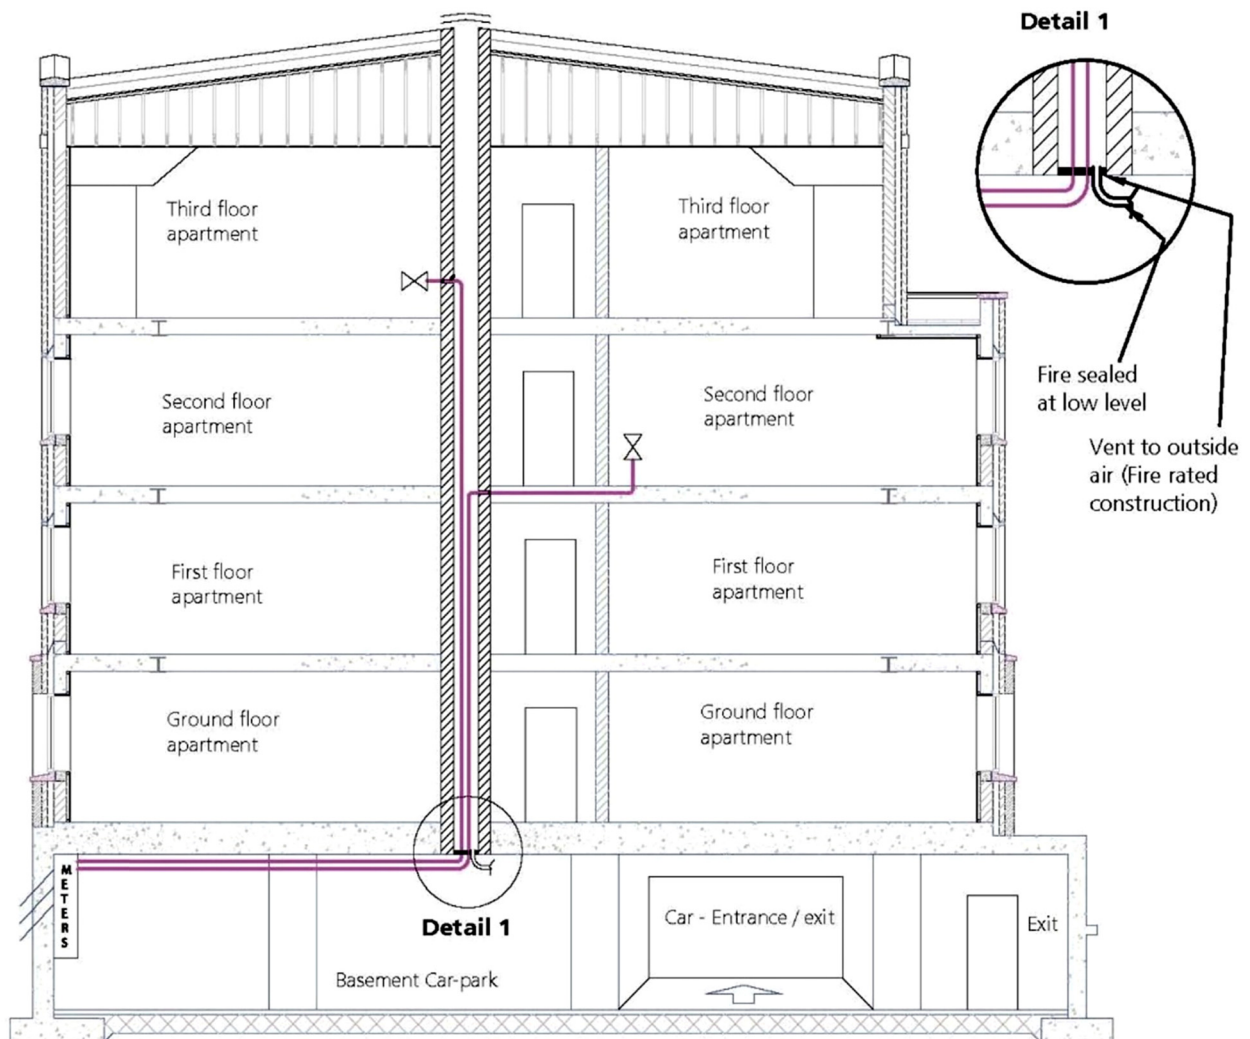 Detail 1
Third floor
apartment
Third floor
apartment
Fire sealed
at low level
Vent to outside
air (Fire rated
construction)
Second floor
apartment
Second floor
apartment
First floor
apartment
First floor
apartment
Ground floor
apartment
Ground floor
apartment
METERS
Detail 1
Car - Entrance / exit
Exit
Basement Car-park